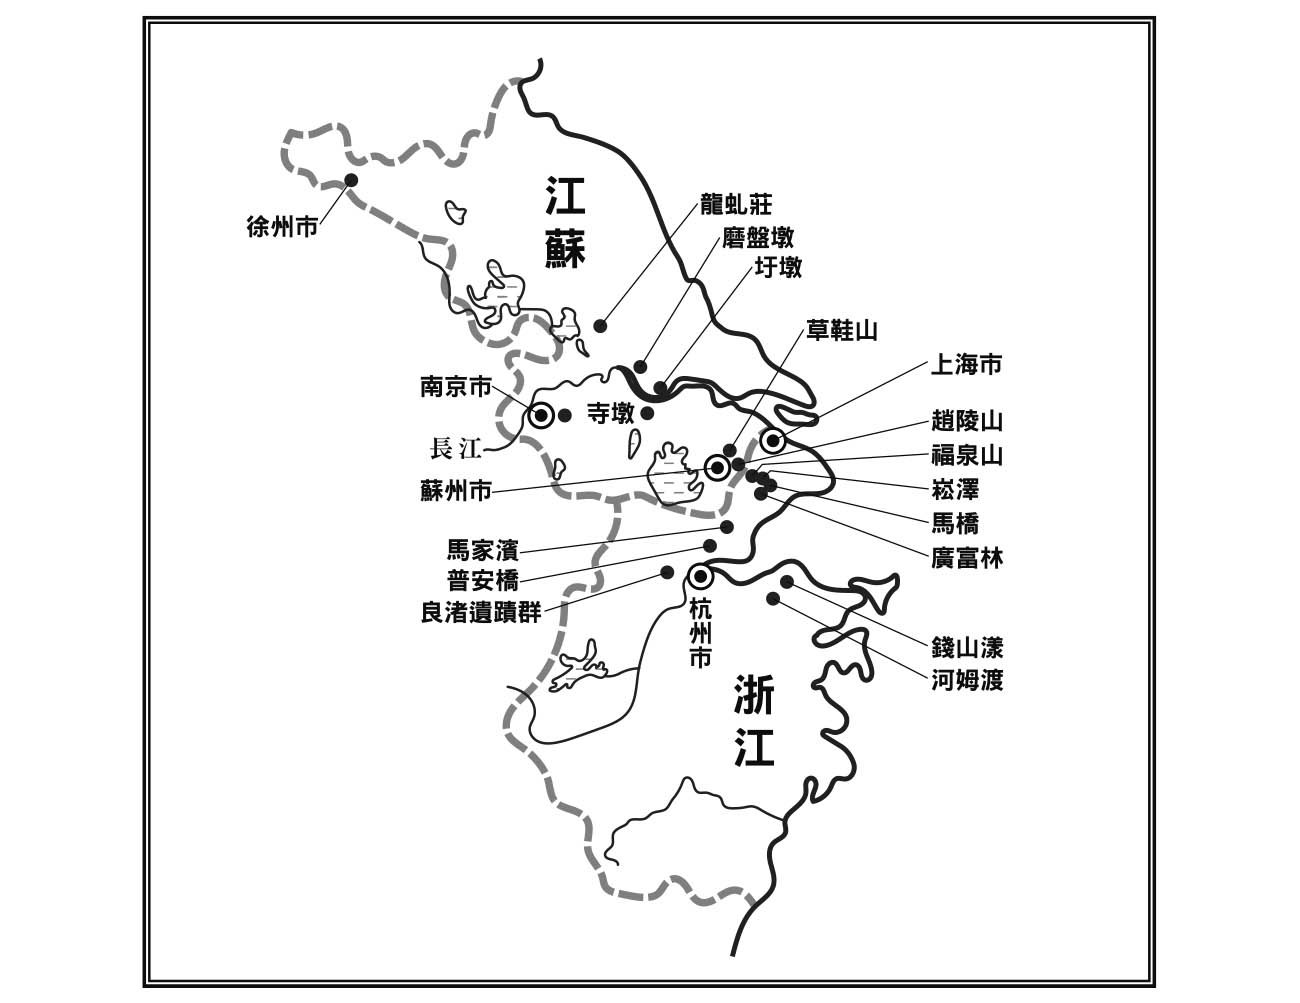 江蘇
徐州市
龍虬莊
磨盤墩
圩墩
草鞋山
上海市
南京市
寺墩
趙陵山
長江
福泉山
蘇州市
崧澤
馬橋
馬家濱
廣富林
普安橋
良渚遺蹟群
杭州市
錢山漾
河姆渡
浙江